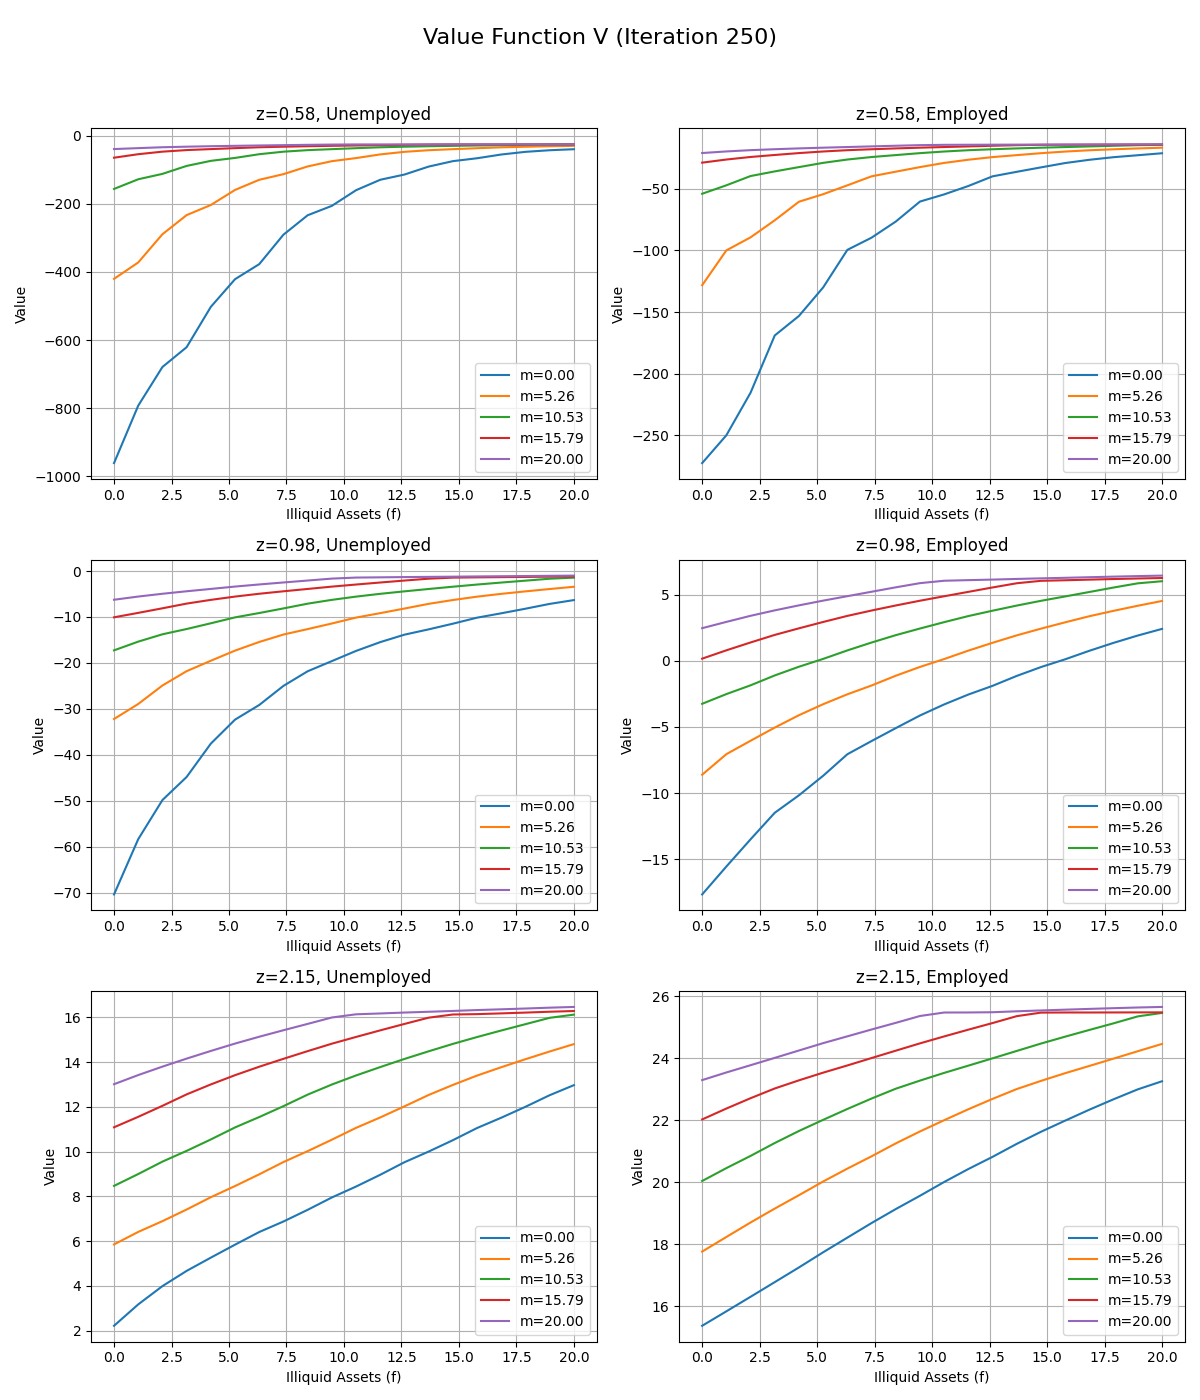 Value Function V (Iteration 250)
z=0.58, Unemployed
Value
0
−200
−400
−600
−800
−1000
m=0.00
m=5.26
m=10.53
m=15.79
m=20.00
0.0 2.5 5.0 7.5 10.0 12.5 15.0 17.5 20.0
Illiquid Assets (f)
z=0.58, Employed
Value
−50
−100
−150
−200
−250
m=0.00
m=5.26
m=10.53
m=15.79
m=20.00
0.0 2.5 5.0 7.5 10.0 12.5 15.0 17.5 20.0
Illiquid Assets (f)
z=0.98, Unemployed
Value
0
−10
−20
−30
−40
−50
−60
−70
m=0.00
m=5.26
m=10.53
m=15.79
m=20.00
0.0 2.5 5.0 7.5 10.0 12.5 15.0 17.5 20.0
Illiquid Assets (f)
z=0.98, Employed
Value
5
0
−5
−10
−15
m=0.00
m=5.26
m=10.53
m=15.79
m=20.00
0.0 2.5 5.0 7.5 10.0 12.5 15.0 17.5 20.0
Illiquid Assets (f)
z=2.15, Unemployed
Value
16
14
12
10
8
6
4
2
m=0.00
m=5.26
m=10.53
m=15.79
m=20.00
0.0 2.5 5.0 7.5 10.0 12.5 15.0 17.5 20.0
Illiquid Assets (f)
z=2.15, Employed
Value
26
24
22
20
18
16
m=0.00
m=5.26
m=10.53
m=15.79
m=20.00
0.0 2.5 5.0 7.5 10.0 12.5 15.0 17.5 20.0
Illiquid Assets (f)